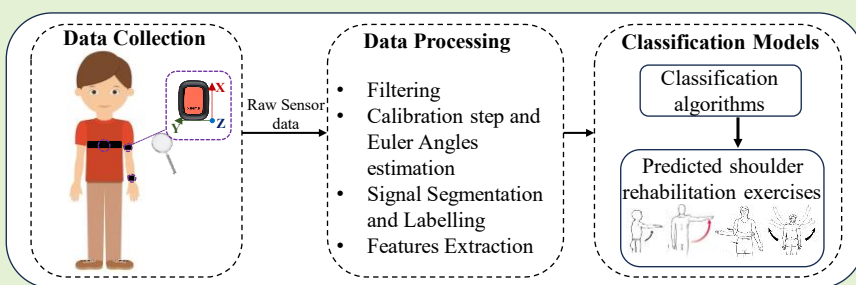 Data Collection
X
Y
Z
Raw Sensor
data
Data Processing
• Filtering
• Calibration step and
Euler Angles
estimation
• Signal Segmentation
and Labelling
• Features Extraction
Classification Models
Classification
algorithms
Predicted shoulder
rehabilitation exercises